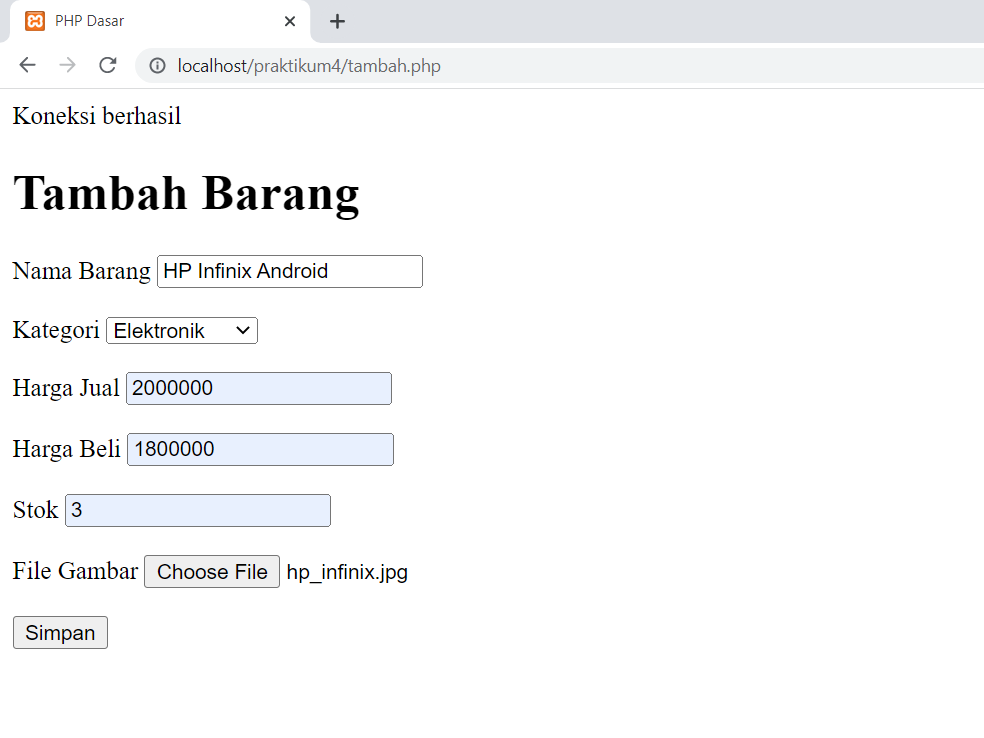 PHP Dasar
localhost/praktikum4/tambah.php
Koneksi berhasil
Tambah Barang
Nama Barang HP Infinix Android
Kategori Elektronik
Harga Jual 2000000
Harga Beli 1800000
Stok 3
File Gambar Choose File hp_infinix.jpg
Simpan